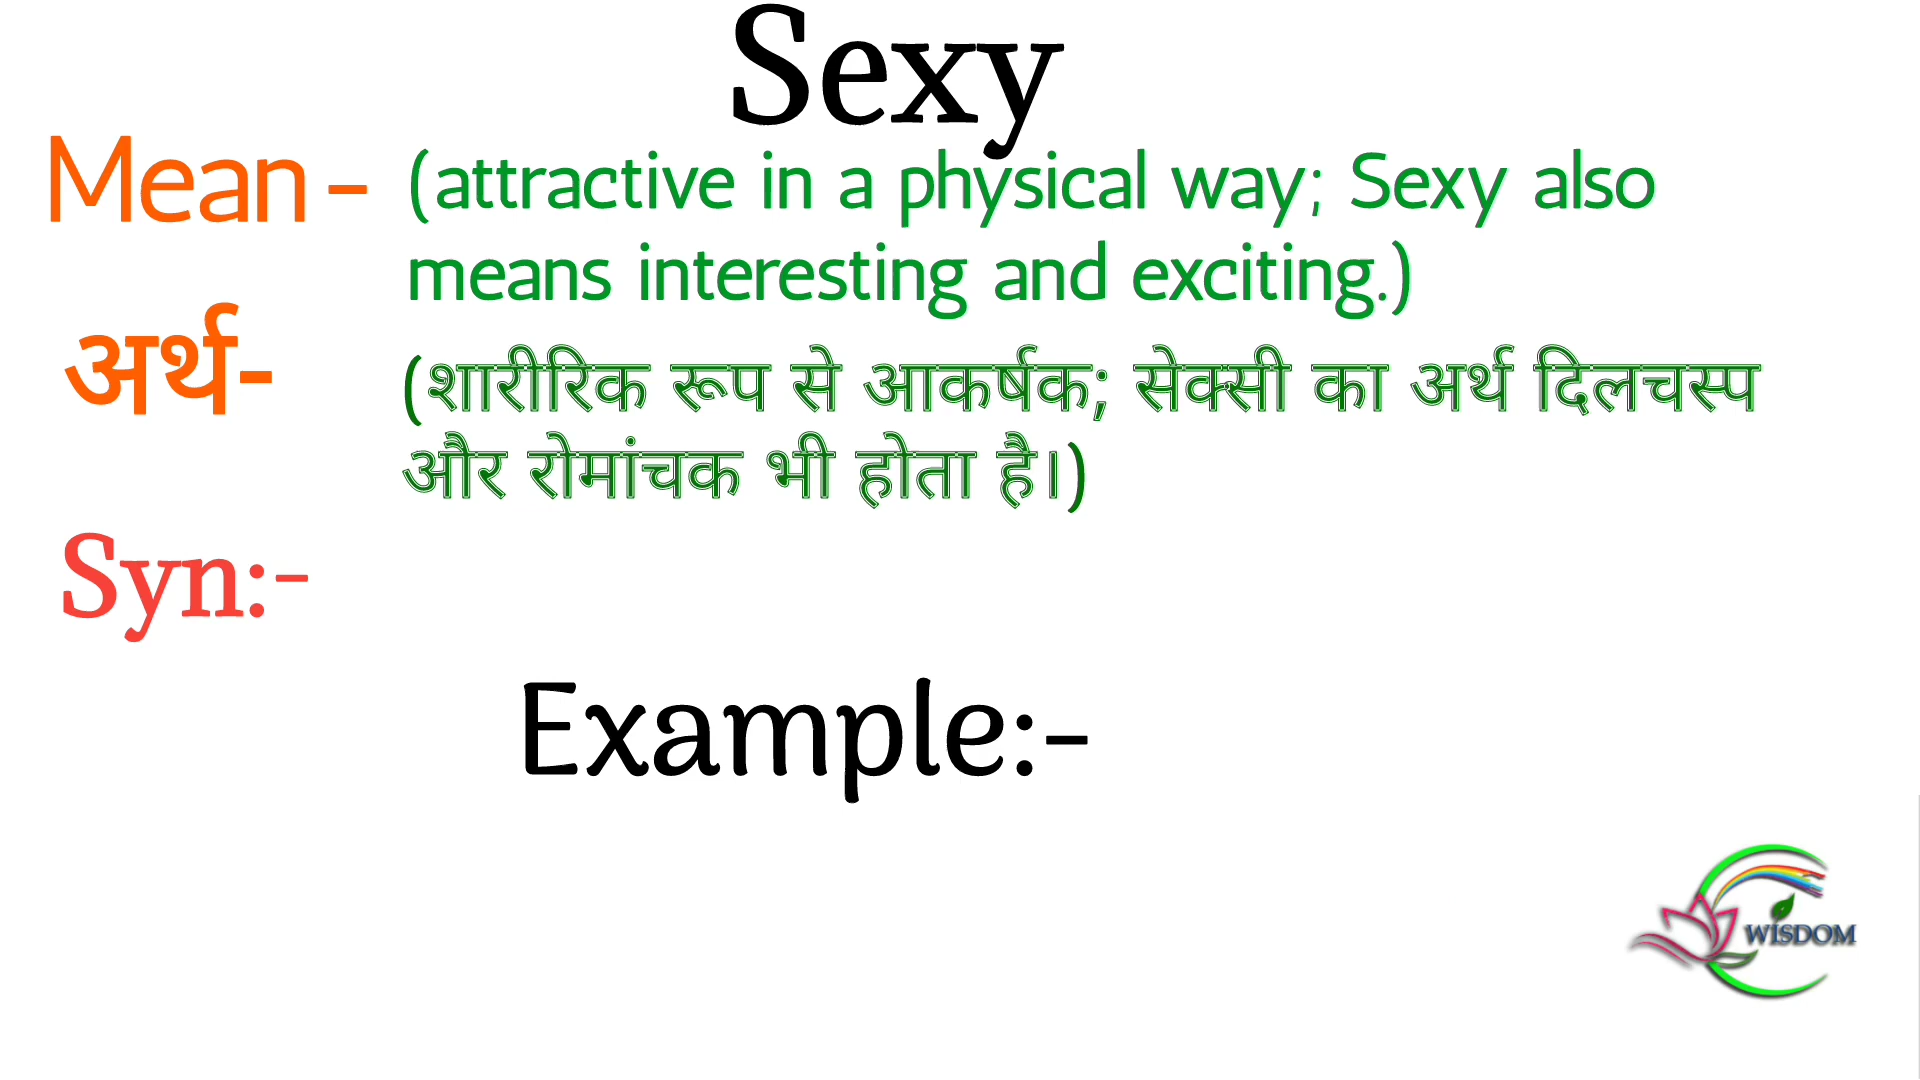 Sexy
Mean - (attractive in a physical way; Sexy also
means interesting and exciting.)
अर्थ- (शारीरिक रूप से आकर्षक; सेक्सी का अर्थ दिलचस्प
और रोमांचक भी होता है।)
Syn:-
Example:-
WISDOM